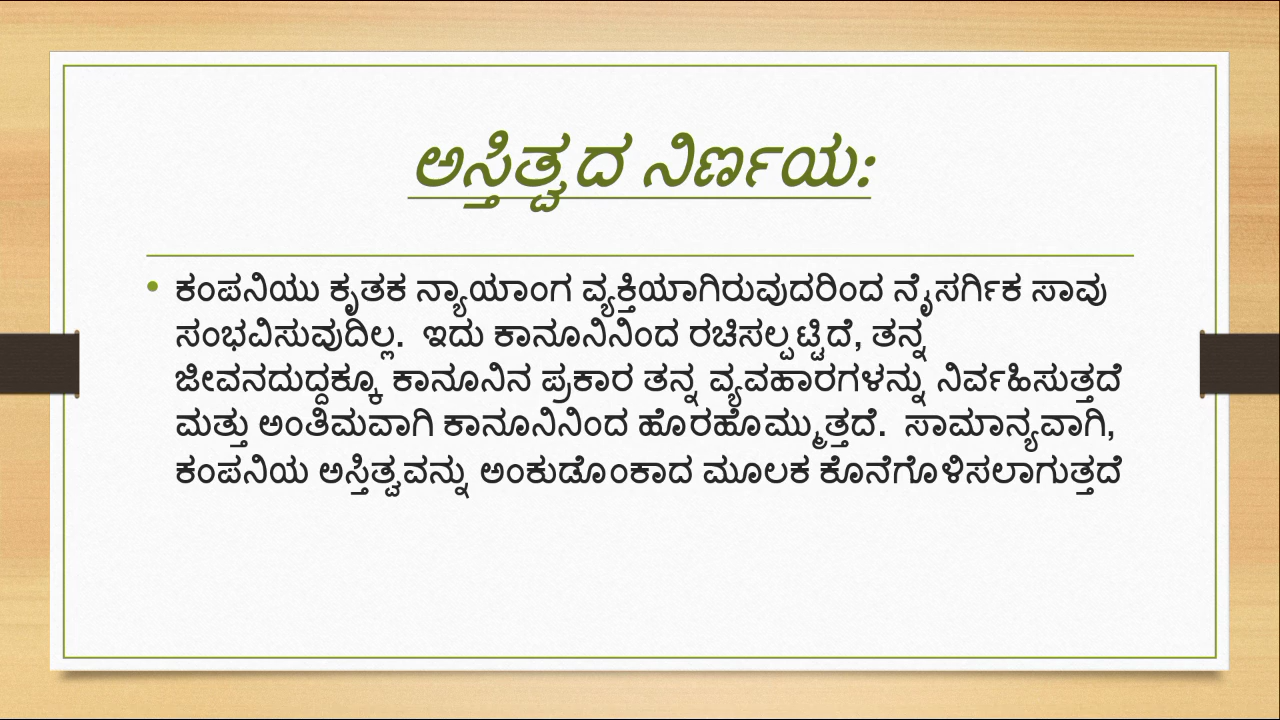 ಅಸ್ತಿತ್ವದ ನಿರ್ಣಯ:
• ಕಂಪನಿಯು ಕೃತಕ ನ್ಯಾಯಾಂಗ ವ್ಯಕ್ತಿಯಾಗಿರುವುದರಿಂದ ನೈಸರ್ಗಿಕ ಸಾವು
ಸಂಭವಿಸುವುದಿಲ್ಲ. ಇದು ಕಾನೂನಿನಿಂದ ರಚಿಸಲ್ಪಟ್ಟಿದೆ, ತನ್ನ
ಜೀವನದುದ್ದಕ್ಕೂ ಕಾನೂನಿನ ಪ್ರಕಾರ ತನ್ನ ವ್ಯವಹಾರಗಳನ್ನು ನಿರ್ವಹಿಸುತ್ತದೆ
ಮತ್ತು ಅಂತಿಮವಾಗಿ ಕಾನೂನಿನಿಂದ ಹೊರಹೊಮ್ಮುತ್ತದೆ. ಸಾಮಾನ್ಯವಾಗಿ,
ಕಂಪನಿಯ ಅಸ್ತಿತ್ವವನ್ನು ಅಂಕುಡೊಂಕಾದ ಮೂಲಕ ಕೊನೆಗೊಳಿಸಲಾಗುತ್ತದೆ